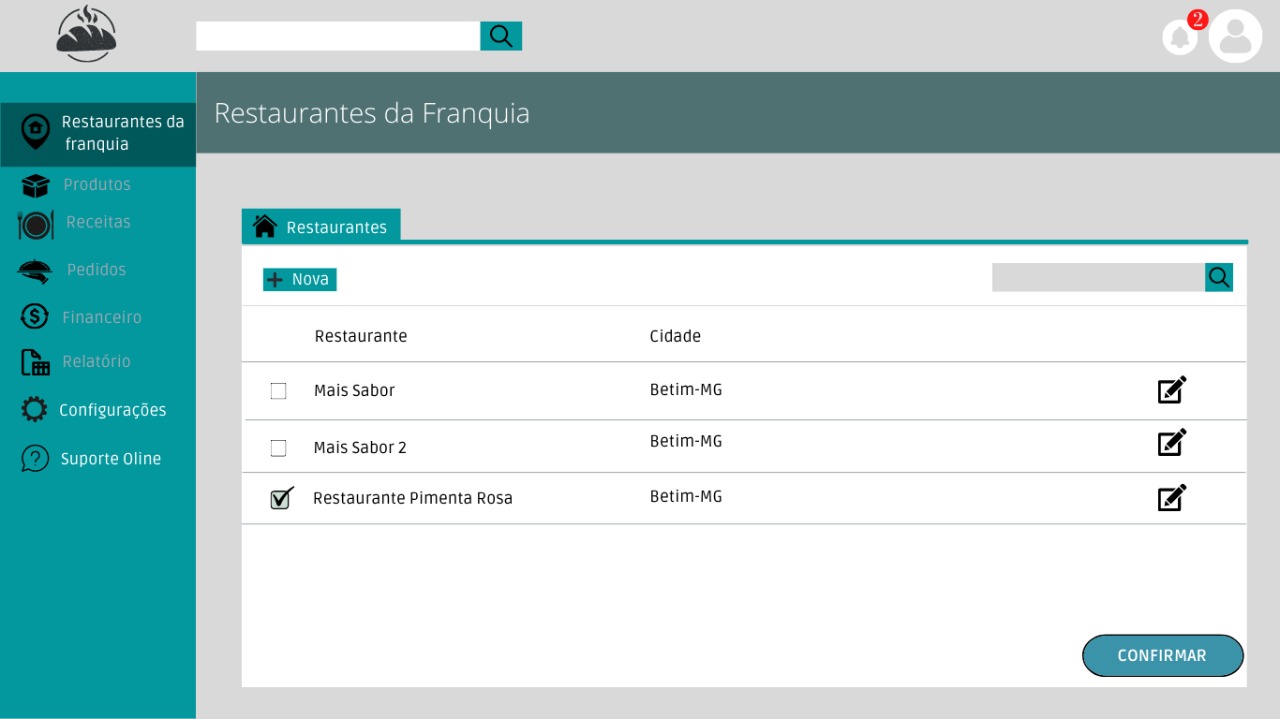 2
Restaurantes da Franquia
Restaurantes da
franquia
Produtos
Receitas
Pedidos
Financeiro
Relatório
Configurações
Suporte Oline
Restaurantes
+ Nova
Restaurante Cidade
Mais Sabor Betim-MG
Mais Sabor 2 Betim-MG
Restaurante Pimenta Rosa Betim-MG
CONFIRMAR